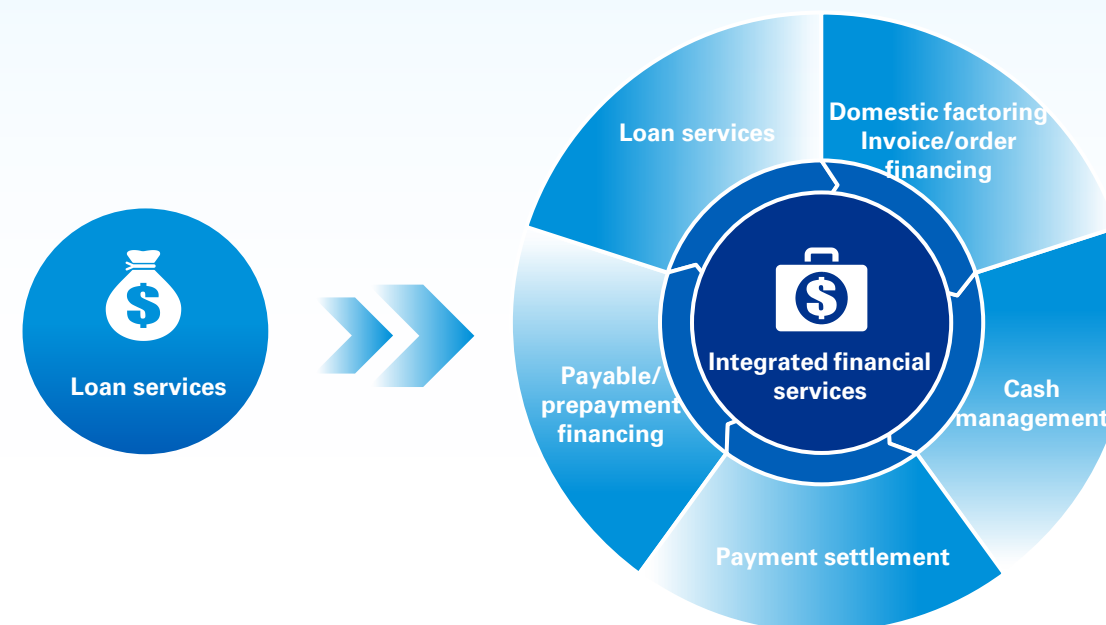 Loan services
Loan services
Domestic factoring
Invoice/order
financing
Cash
management
Payment settlement
Payable/
prepayment
financing
Integrated financial
services